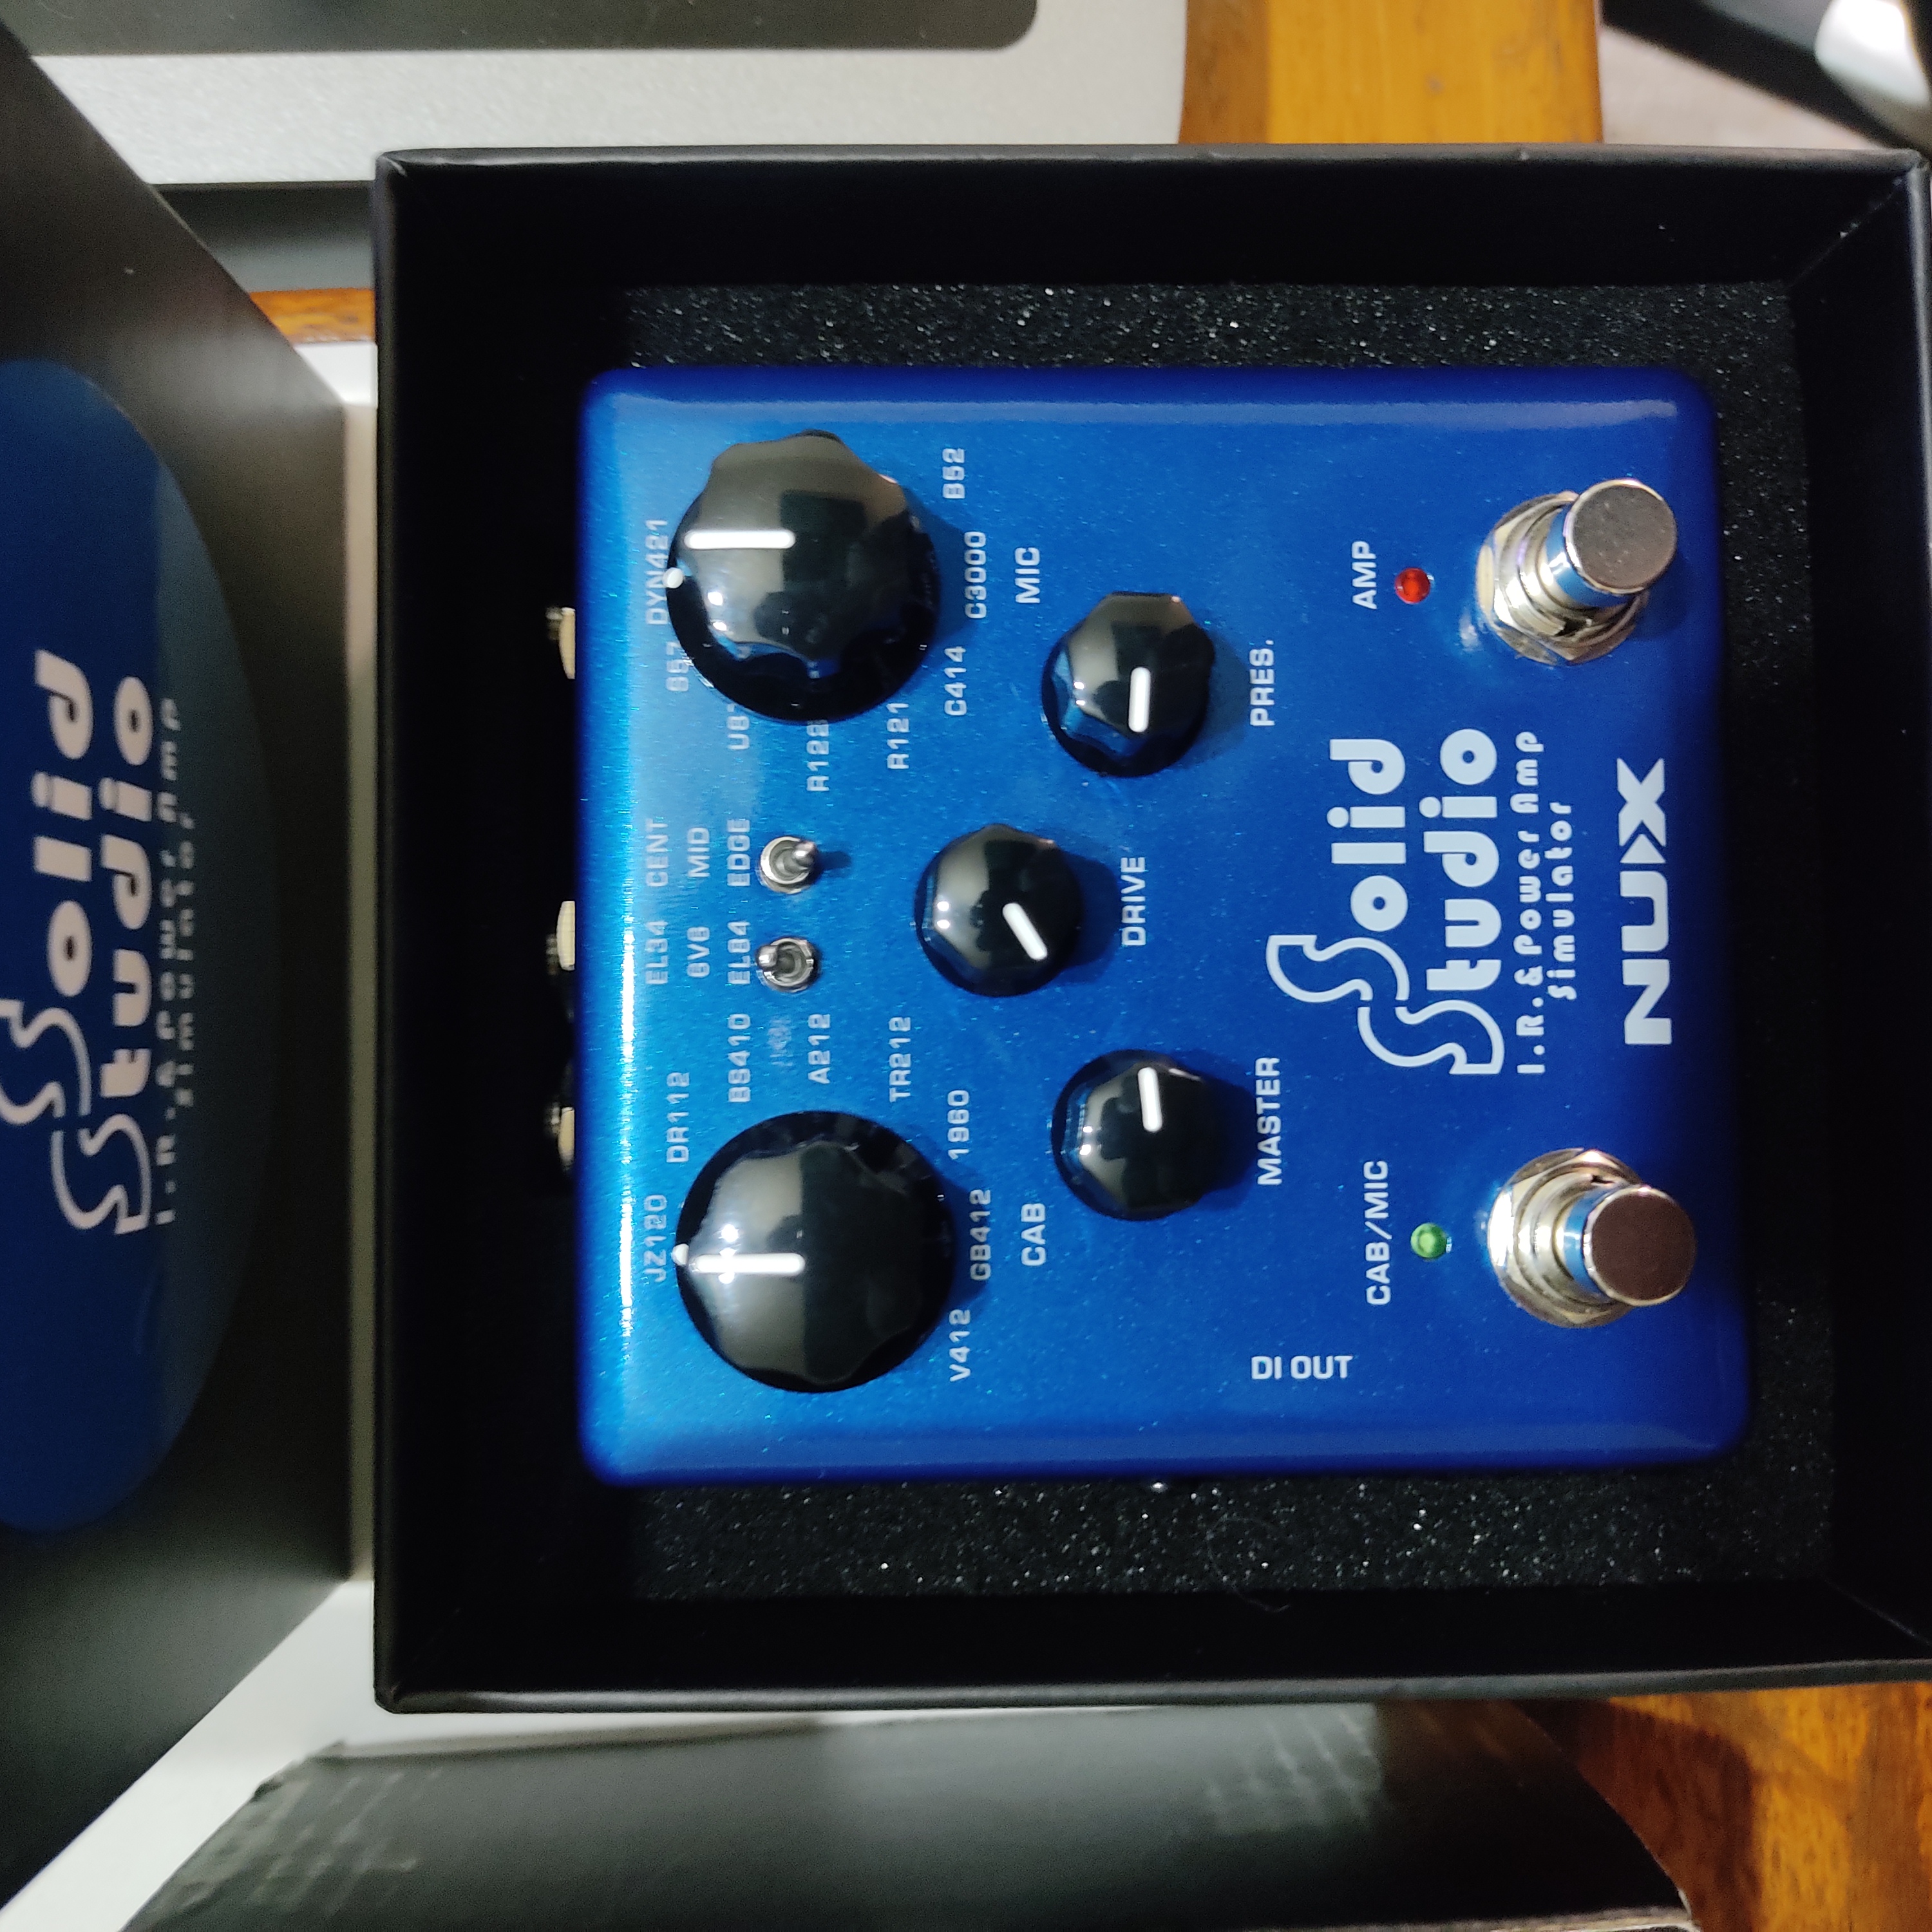 Solid
Studio
I.R.&Power Amp
Simulator
JZ120
DR112
BS410
A212
TR212
1960
GB412
V412
CAB
EL34
6V6
EL84
CENT
MID
EDGE
DYN421
S57
R122
R121
C414
C3000
B52
MIC
DRIVE
MASTER
PRES.
DI OUT
CAB/MIC
AMP
Solid
Studio
I.R.&Power Amp
Simulator
NUX